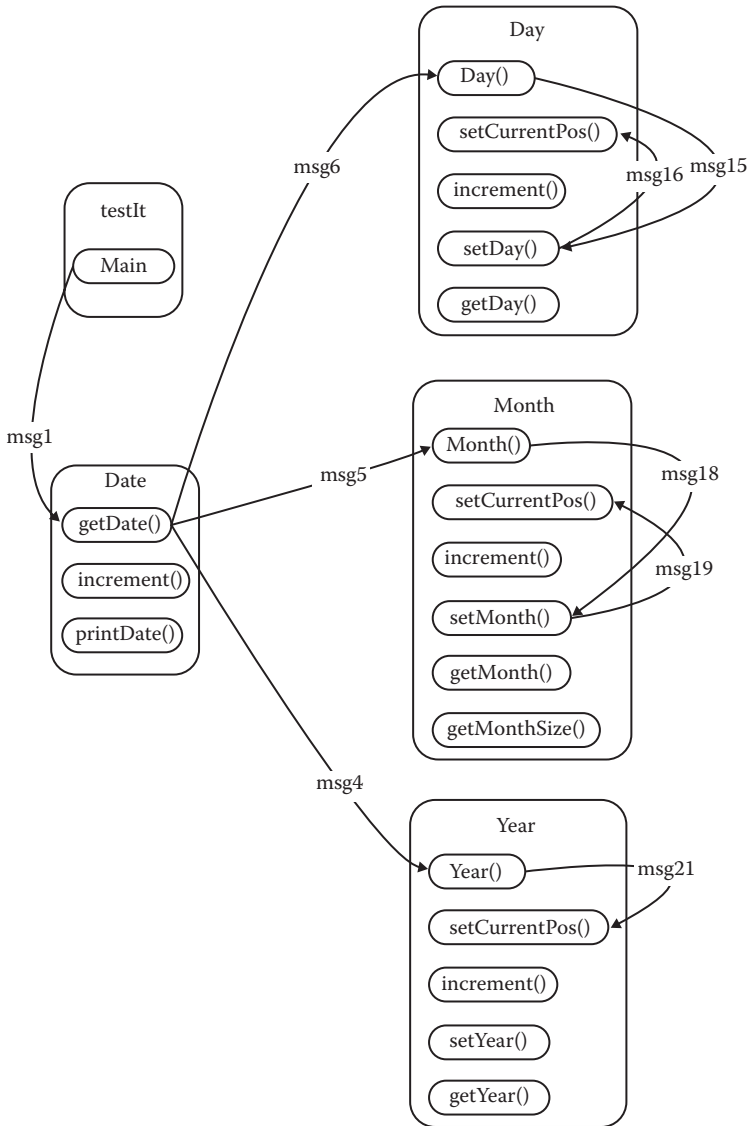 testIt
Main
msg1
Date
getDate()
increment()
printDate()
msg6
msg5
msg4
Day
Day()
setCurrentPos()
increment()
setDay()
getDay()
msg16
msg15
Month
Month()
setCurrentPos()
increment()
setMonth()
getMonth()
getMonthSize()
msg18
msg19
Year
Year()
setCurrentPos()
increment()
setYear()
getYear()
msg21